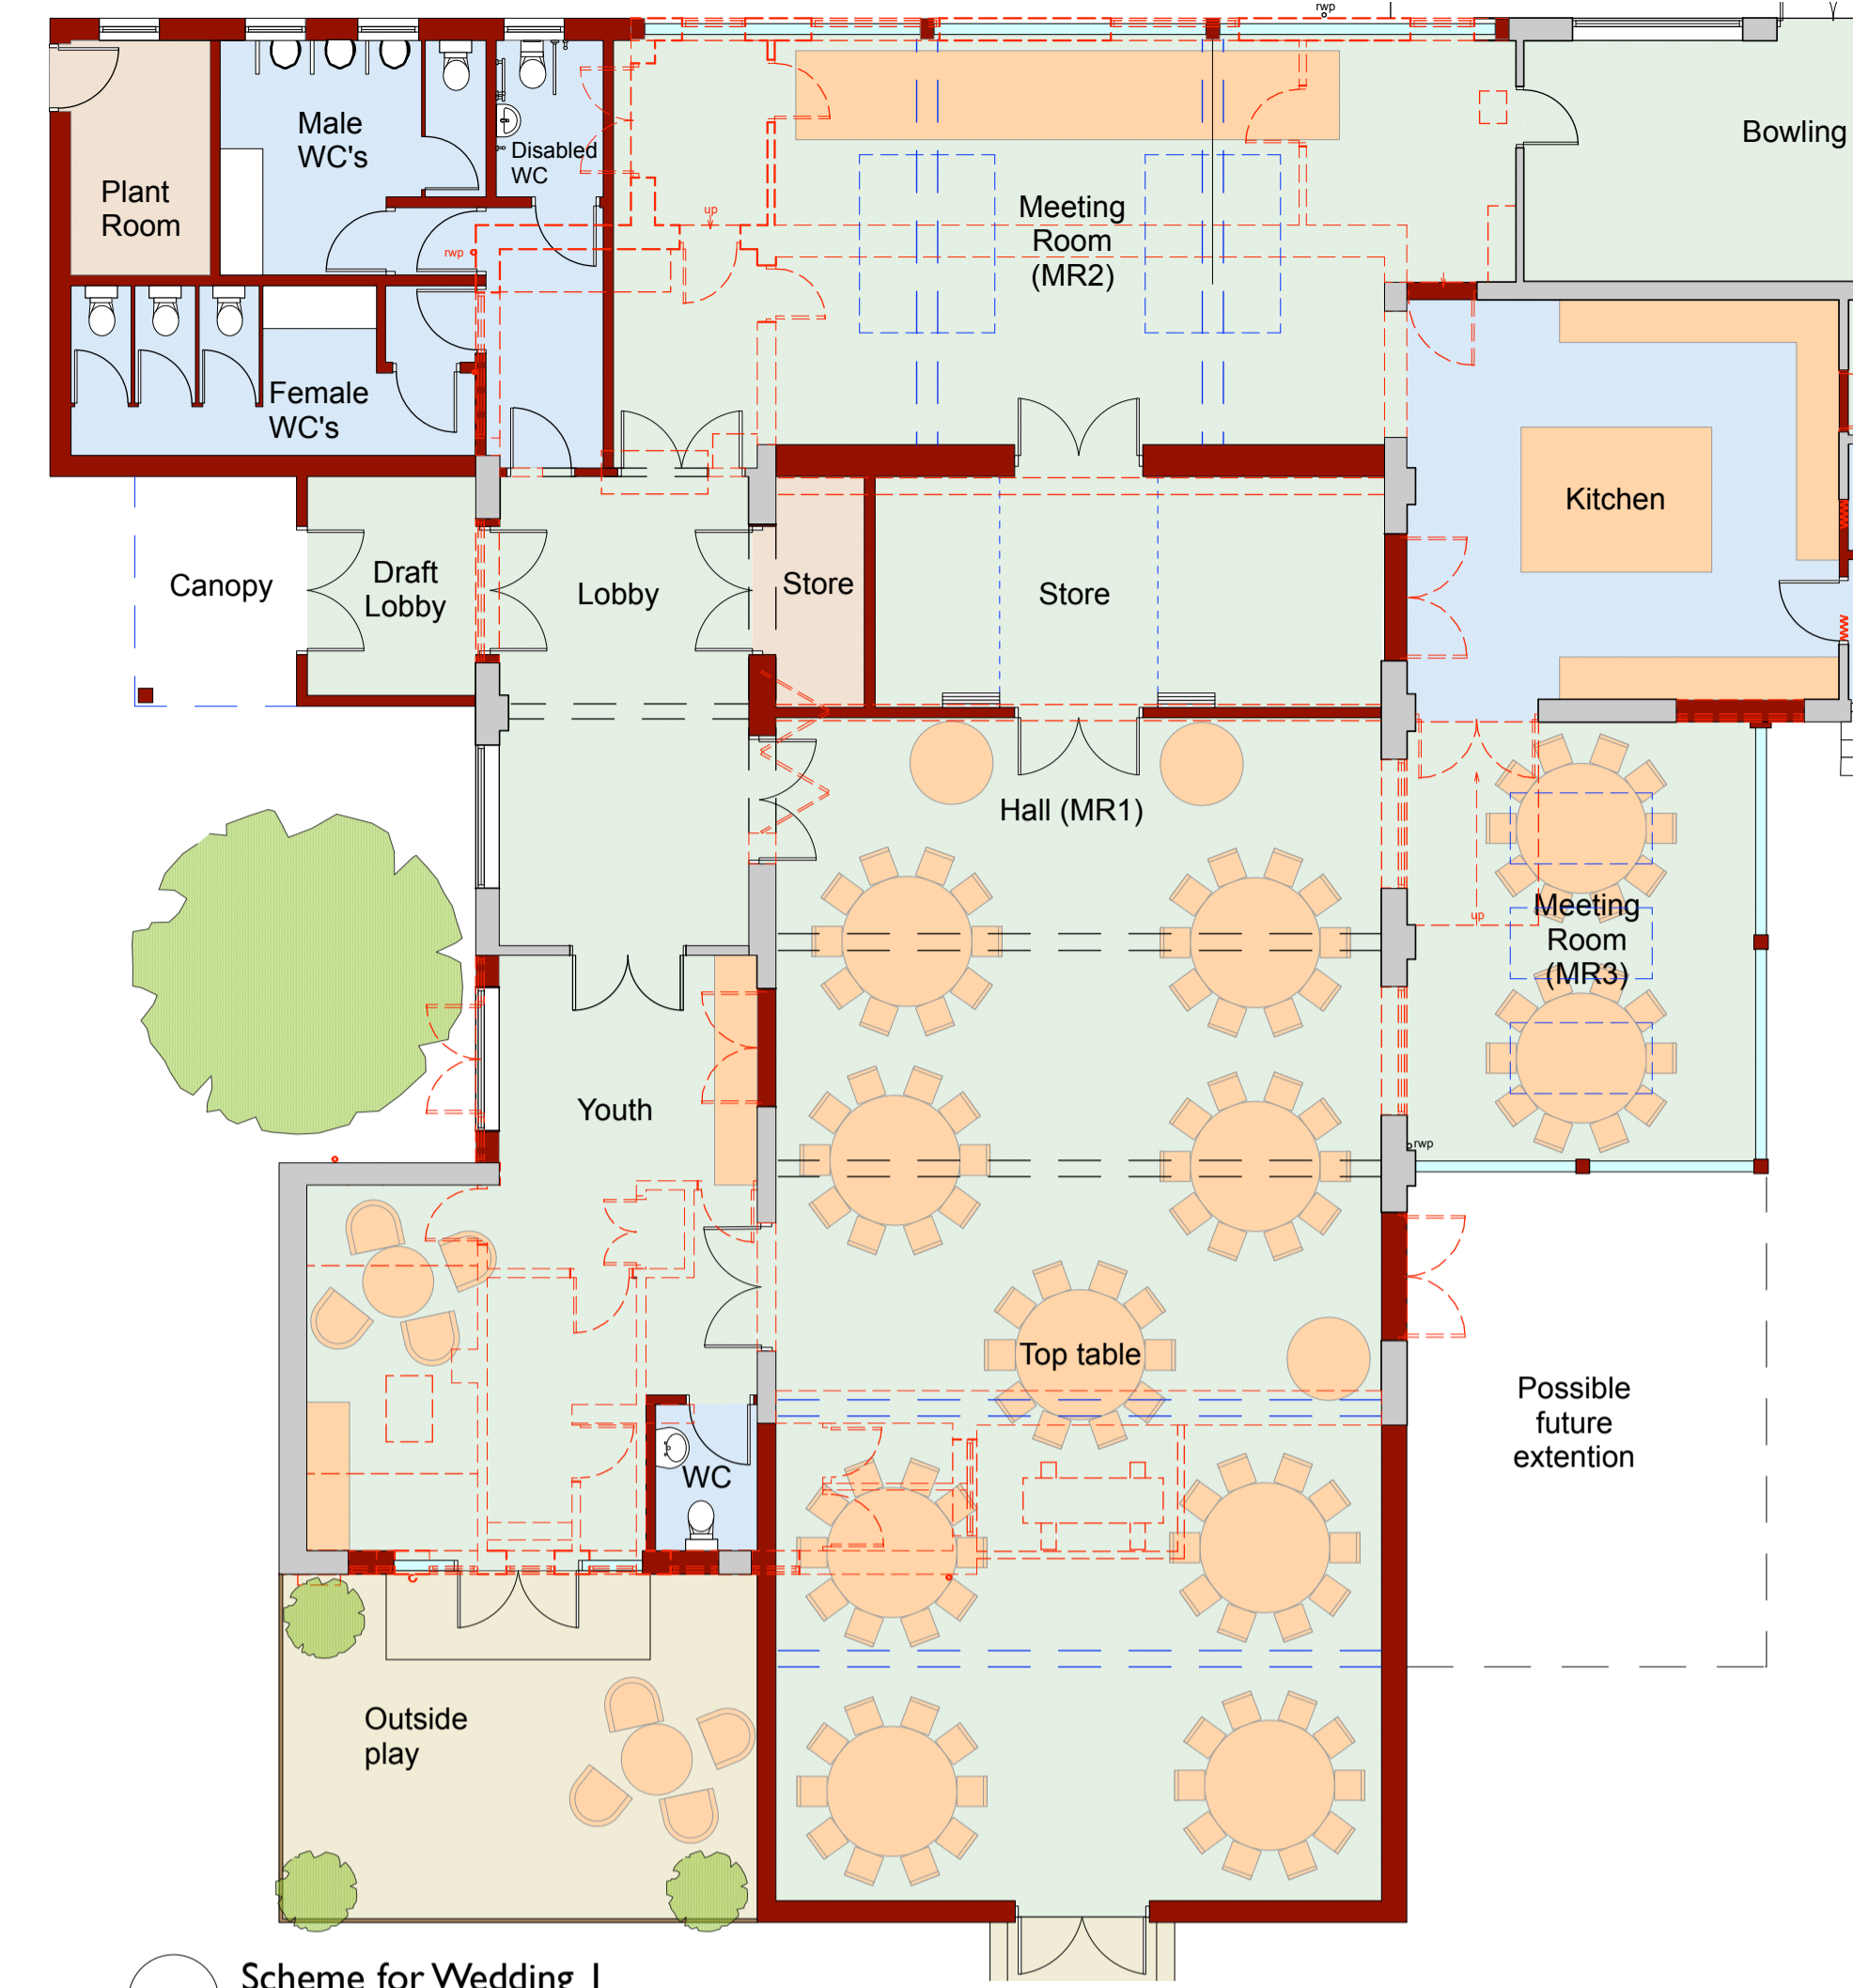 rwp
Male
WC's
Disabled
WC
Plant
Room
up
rwp
Meeting
Room
(MR2)
Bowling
Female
WC's
Kitchen
Canopy
Draft
Lobby
Lobby
Store
Store
Hall (MR1)
Meeting
Room
(MR3)
up
Youth
rwp
Top table
Possible
future
extention
WC
Outside
play
Scheme for Wedding 1